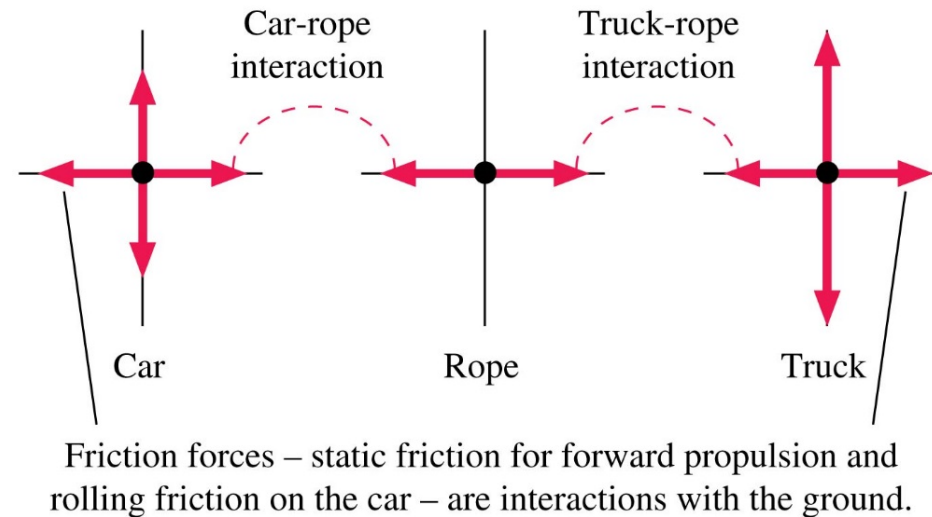 Car-rope
interaction
Truck-rope
interaction
Car
Rope
Truck
Friction forces – static friction for forward propulsion and
rolling friction on the car – are interactions with the ground.